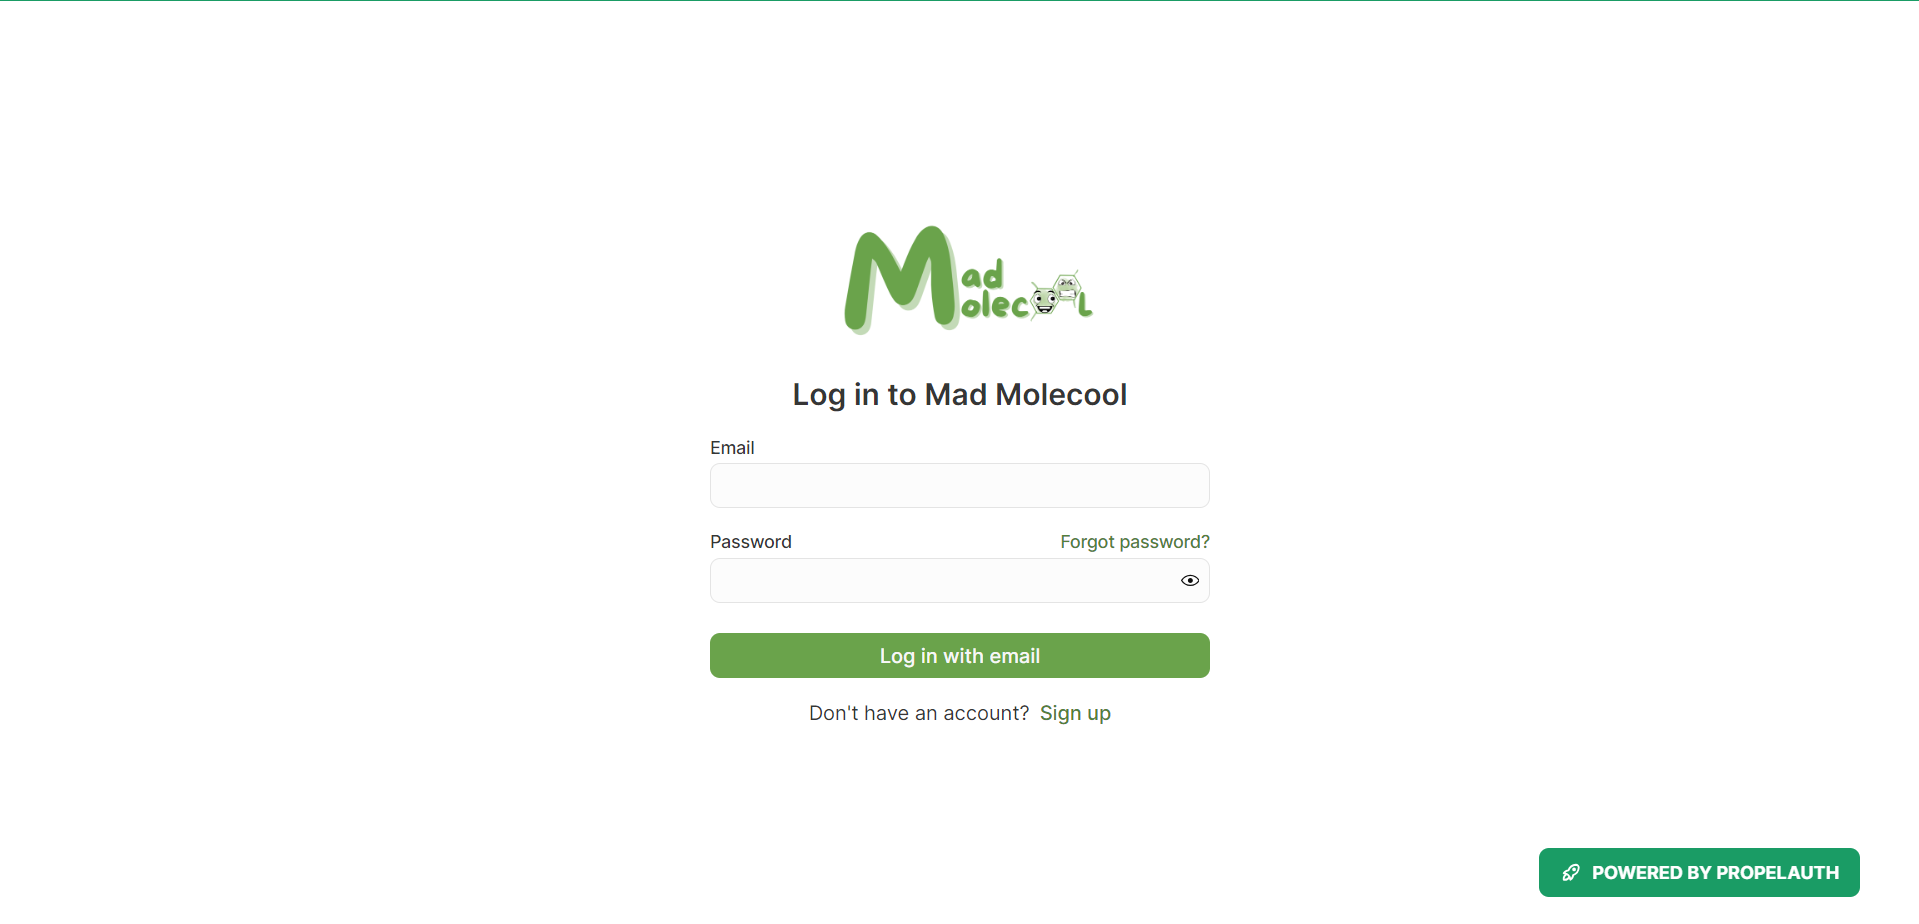 Mad
Molecool
Log in to Mad Molecool
Email
Password
Forgot password?
Log in with email
Don't have an account? Sign up
POWERED BY PROPELAUTH